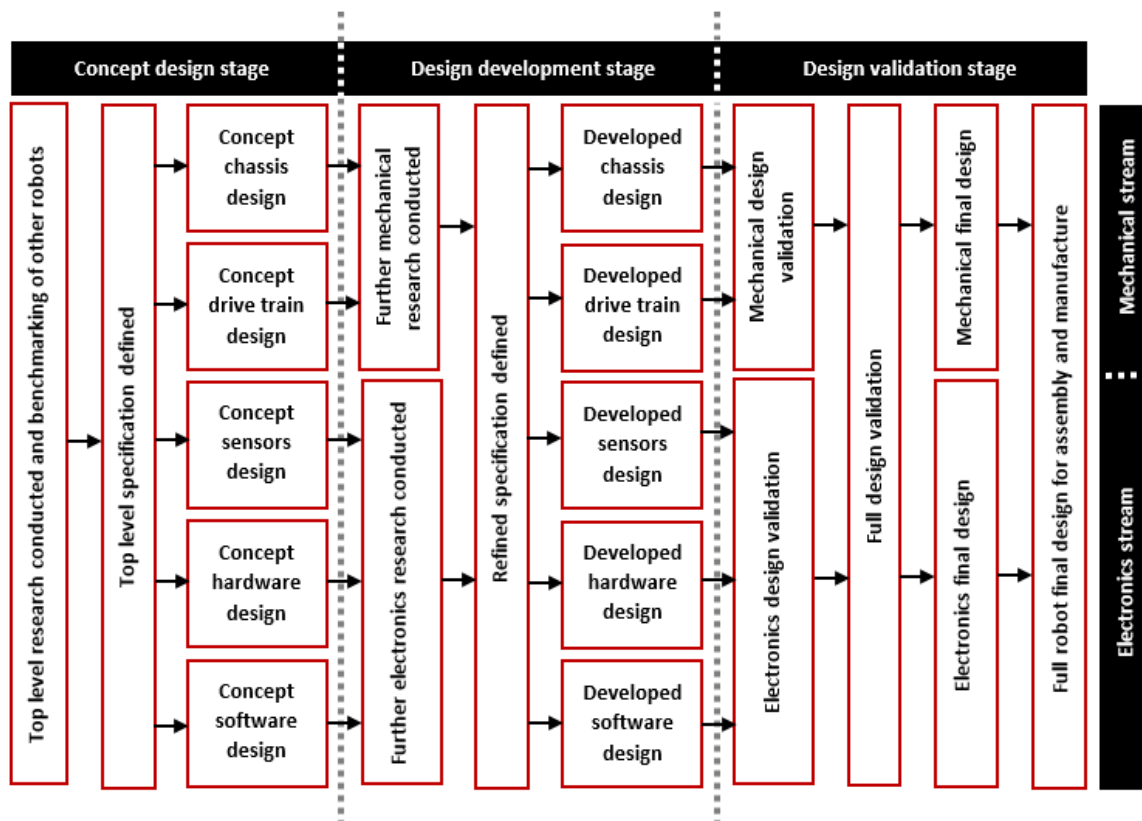 Concept design stage
Design development stage
Design validation stage
Top level research conducted and benchmarking of other robots
Top level specification defined
Concept
chassis
design
Concept
drive train
design
Concept
sensors
design
Concept
hardware
design
Concept
software
design
Further mechanical
research conducted
Further electronics research conducted
Refined specification defined
Developed
chassis
design
Developed
drive train
design
Developed
sensors
design
Developed
hardware
design
Developed
software
design
Mechanical design
validation
Electronics design validation
Full design validation
Mechanical final design
Electronics final design
Full robot final design for assembly and manufacture
Mechanical stream
Electronics stream